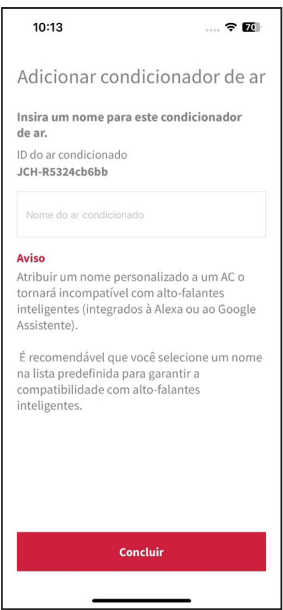 10:13
70
Adicionar condicionador de ar
Insira um nome para este condicionador
de ar.
ID do ar condicionado
JCH-R5324cb6bb
Nome do ar condicionado
Aviso
Atribuir um nome personalizado a um AC o
tornará incompatível com alto-falantes
inteligentes (integrados à Alexa ou ao Google
Assistente).
É recomendável que você selecione um nome
na lista predefinida para garantir a
compatibilidade com alto-falantes
inteligentes.
Concluir